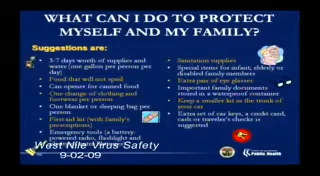 WHAT CAN I DO TO PROTECT
MYSELF AND MY FAMILY?
Suggestions are:
3-7 days worth of supplies and
water (one gallon per person per
day)
Food that will not spoil
Can opener for canned food
One change of clothing and
footwear per person
One blanket or sleeping bag per
person
First aid kit (with family's
prescriptions)
Emergency tools (a battery-
powered radio, flashlight and
Sanitation supplies
Special items for infant, elderly or
disabled family members
Extra pair of eye glasses
Important family documents
stored in a waterproof container
Keep a smaller kit in the trunk of
your car
Extra set of car keys, a credit card,
cash or traveler's checks is
suggested
West Nile Virus Safety
9-02-09
Public Health